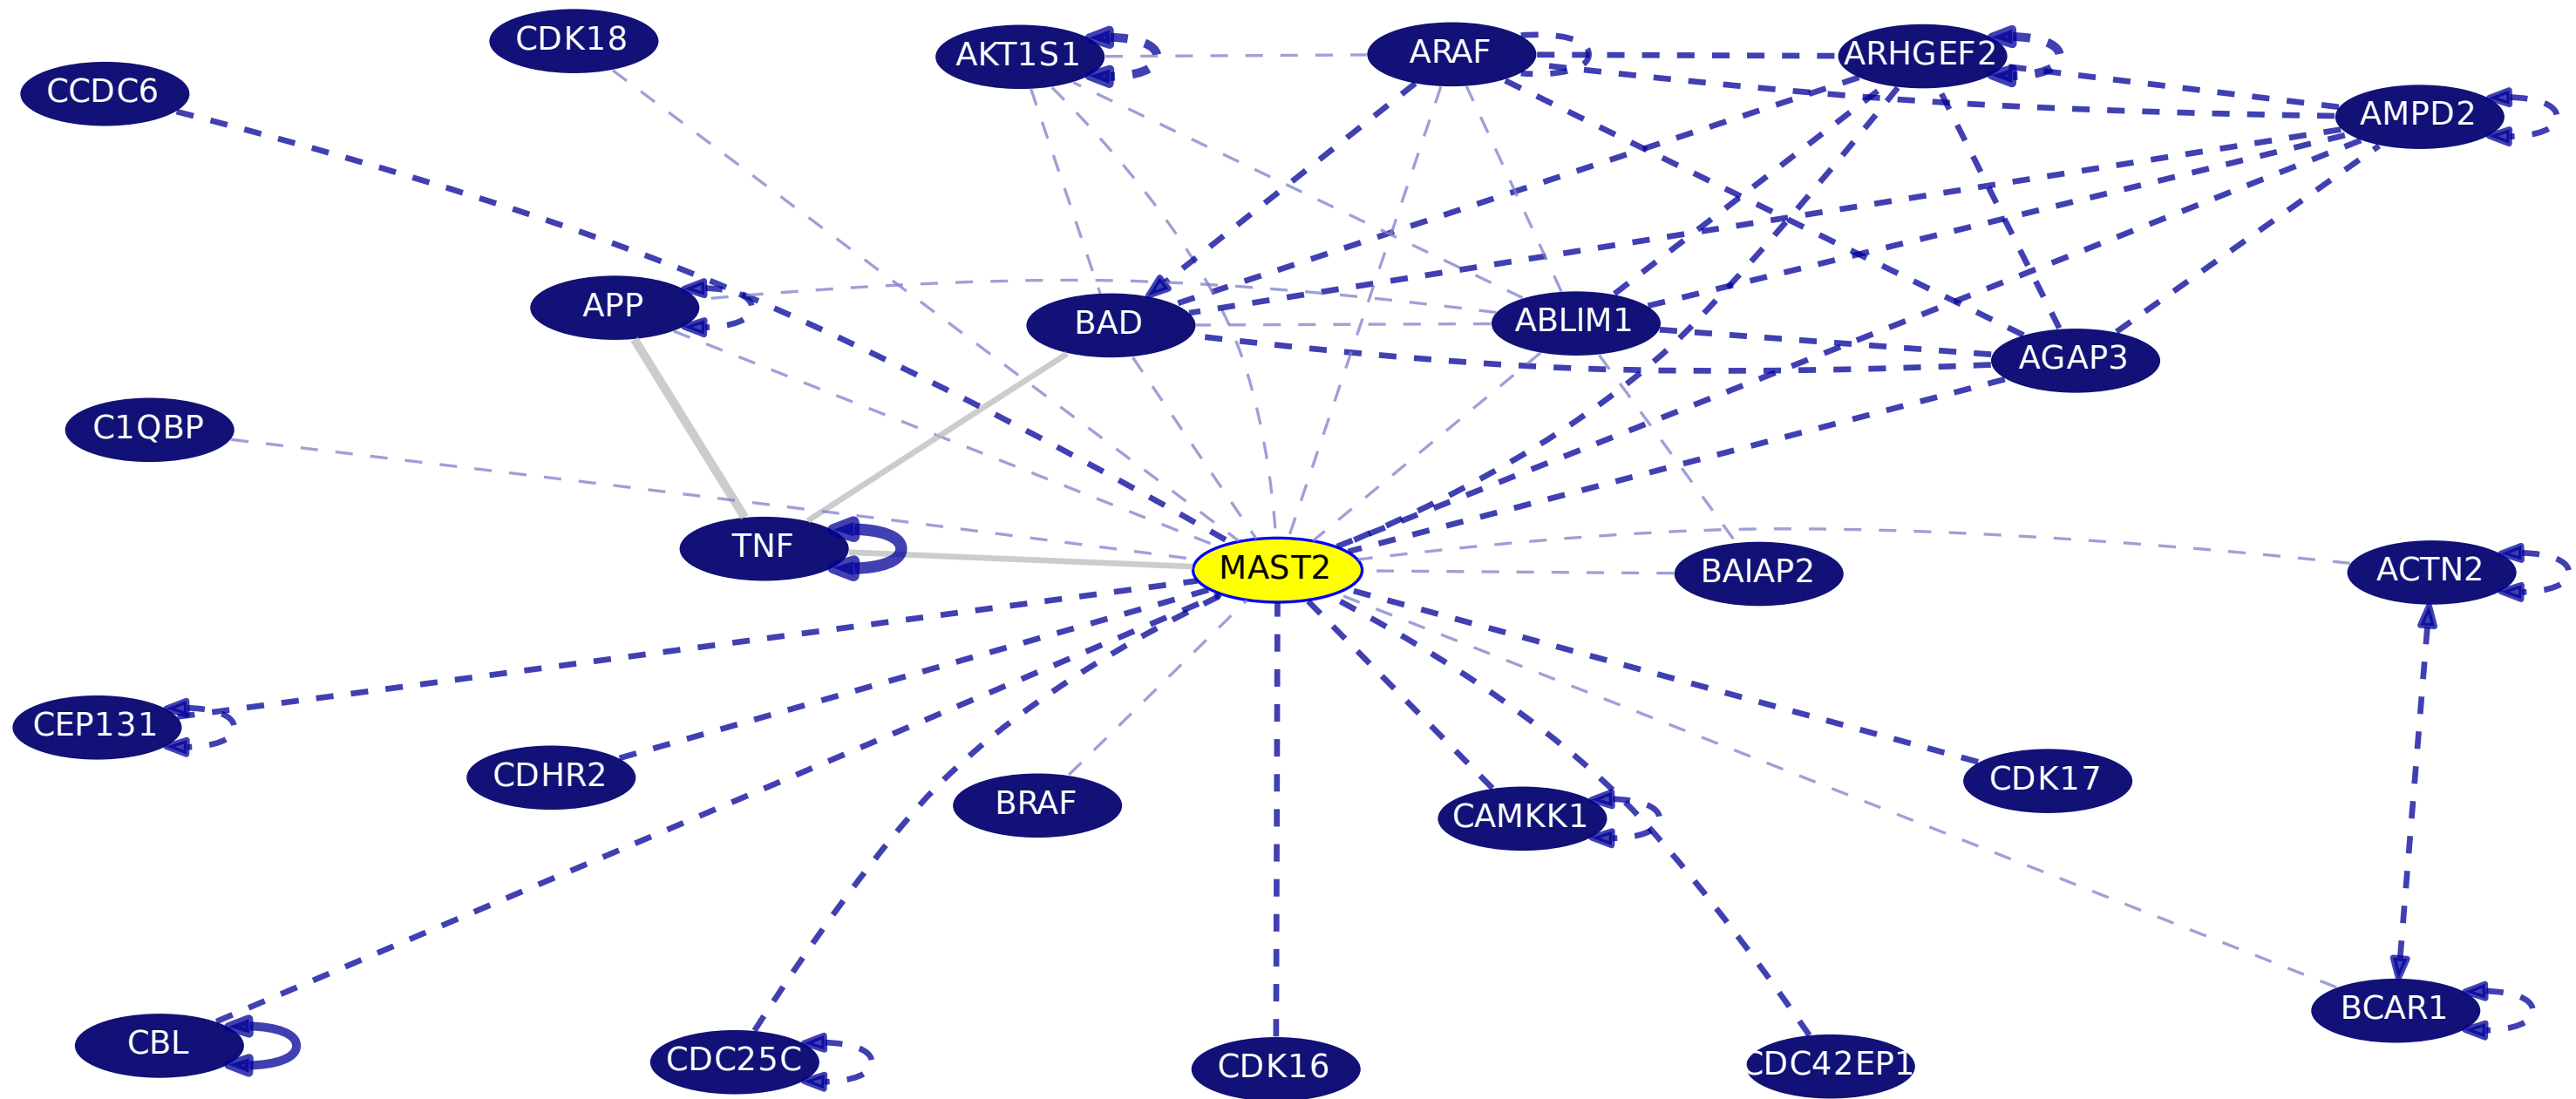 CDK18
AKT1S1
ARAF
ARHGEF2
CCDC6
AMPD2
APP
BAD
ABLIM1
AGAP3
C1QBP
TNF
MAST2
BAIAP2
ACTN2
CEP131
CDHR2
BRAF
CAMKK1
CDK17
CBL
CDC25C
CDK16
CDC42EP1
BCAR1